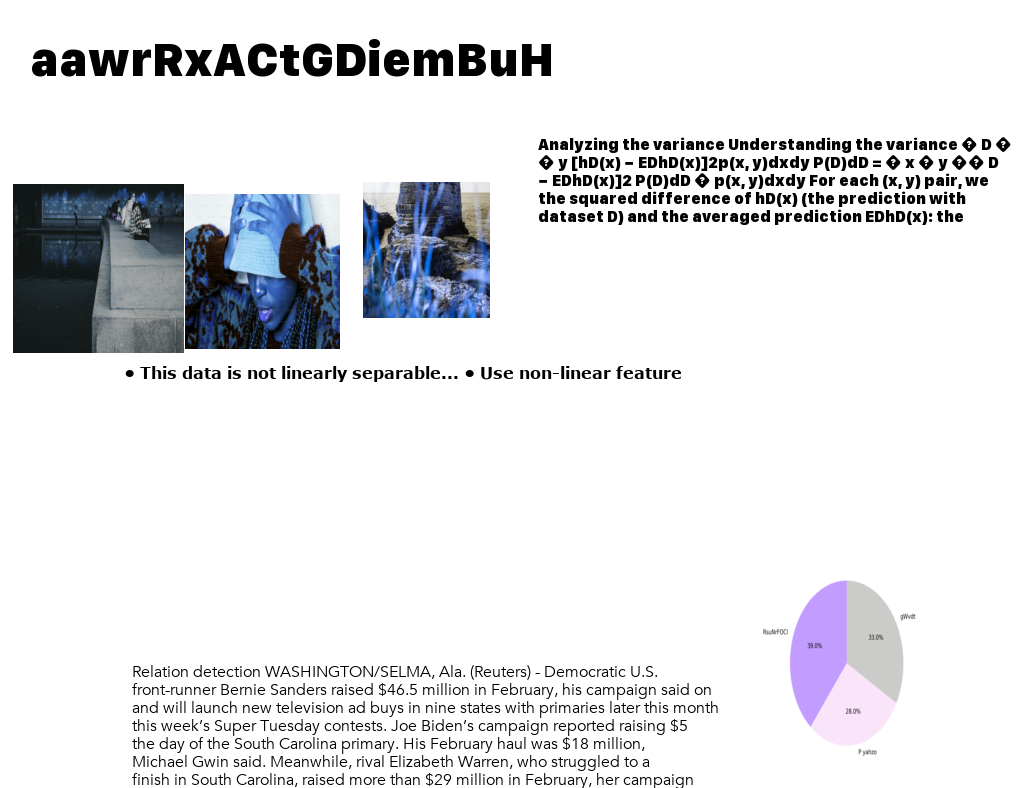 aawrRxACtGDiemBuH
Analyzing the variance Understanding the variance � D �
� y [hD(x) − EDhD(x)]2p(x, y)dxdy P(D)dD = � x � y �� D
− EDhD(x)]2 P(D)dD � p(x, y)dxdy For each (x, y) pair, we
the squared difference of hD(x) (the prediction with
dataset D) and the averaged prediction EDhD(x): the
• This data is not linearly separable... • Use non-linear feature
RsuNrFOCl
39.0%
33.0%
gWvdt
28.0%
P yahzo
Relation detection WASHINGTON/SELMA, Ala. (Reuters) - Democratic U.S.
front-runner Bernie Sanders raised $46.5 million in February, his campaign said on
and will launch new television ad buys in nine states with primaries later this month
this week’s Super Tuesday contests. Joe Biden’s campaign reported raising $5
the day of the South Carolina primary. His February haul was $18 million,
Michael Gwin said. Meanwhile, rival Elizabeth Warren, who struggled to a
finish in South Carolina, raised more than $29 million in February, her campaign